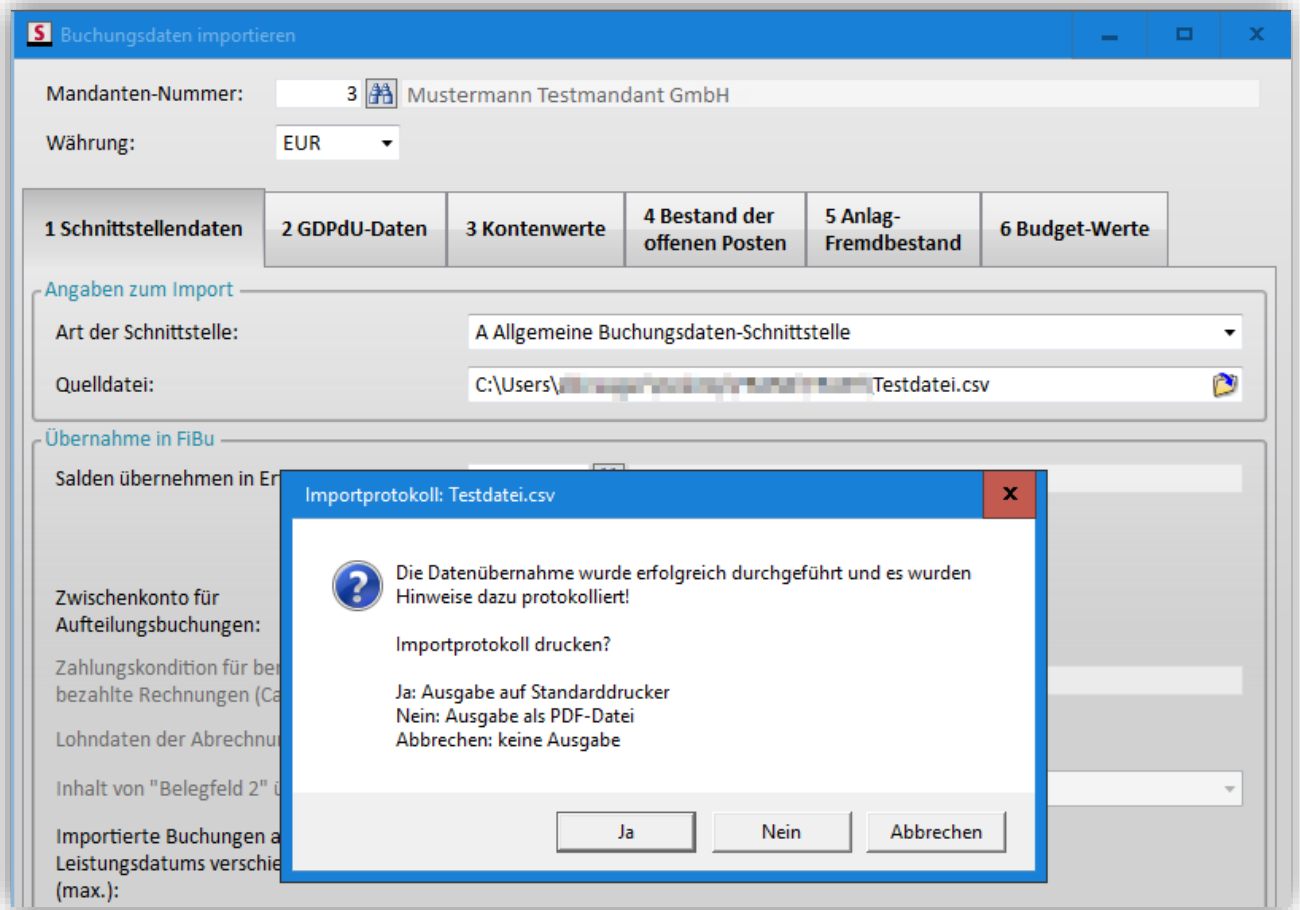 S Buchungsdaten importieren
Mandanten-Nummer: 3 Mustermann Testmandant GmbH
Währung: EUR
1 Schnittstellendaten 2 GDPdU-Daten 3 Kontenwerte 4 Bestand der offenen Posten 5 Anlag-Fremdbestand 6 Budget-Werte
Angaben zum Import
Art der Schnittstelle: A Allgemeine Buchungsdaten-Schnittstelle
Quelldatei: C:\Users\ Testdatei.csv
Übernahme in FiBu
Salden übernehmen in
Importprotokoll: Testdatei.csv x
Die Datenübernahme wurde erfolgreich durchgeführt und es wurden
Hinweise dazu protokolliert!
Importprotokoll drucken?
Ja: Ausgabe auf Standarddrucker
Nein: Ausgabe als PDF-Datei
Abbrechen: keine Ausgabe
Ja Nein Abbrechen
Zwischenkonto für
Aufteilungsbuchungen:
Zahlungskondition für
bezahlte Rechnungen
Lohndaten der
Inhalt von "Belegfeld 2"
Importierte Buchungen
Leistungsdatums
(max.):